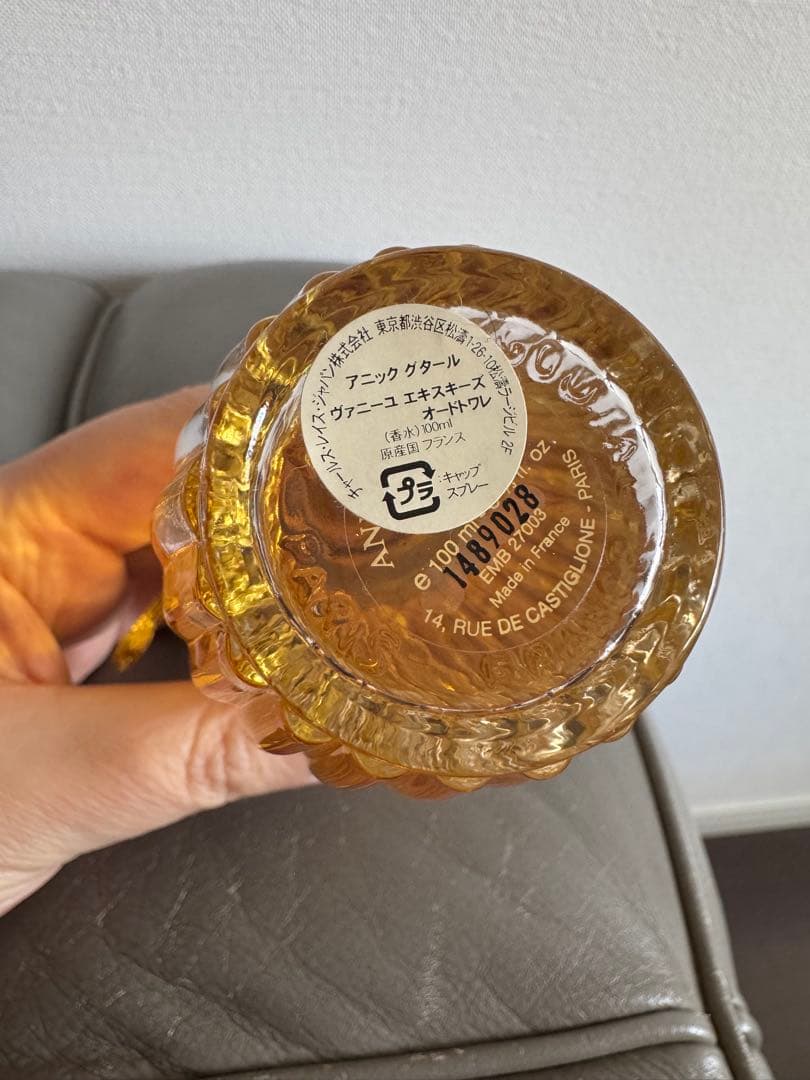 チャールズ・レイス・ジャパン株式会社 東京都渋谷区松濤1-26-10松濤ラージビル2F
アニック グタール
ヴァニーユ エキスキーズ
オードトワレ
(香水)100ml
原産国 フランス
プラ
:キャップ
スプレー
GOU
AN
fl. oz.
e 100 ml
1489028
EMB 27003
Made in France
14, RUE DE CASTIGLIONE - PARIS
PARIS